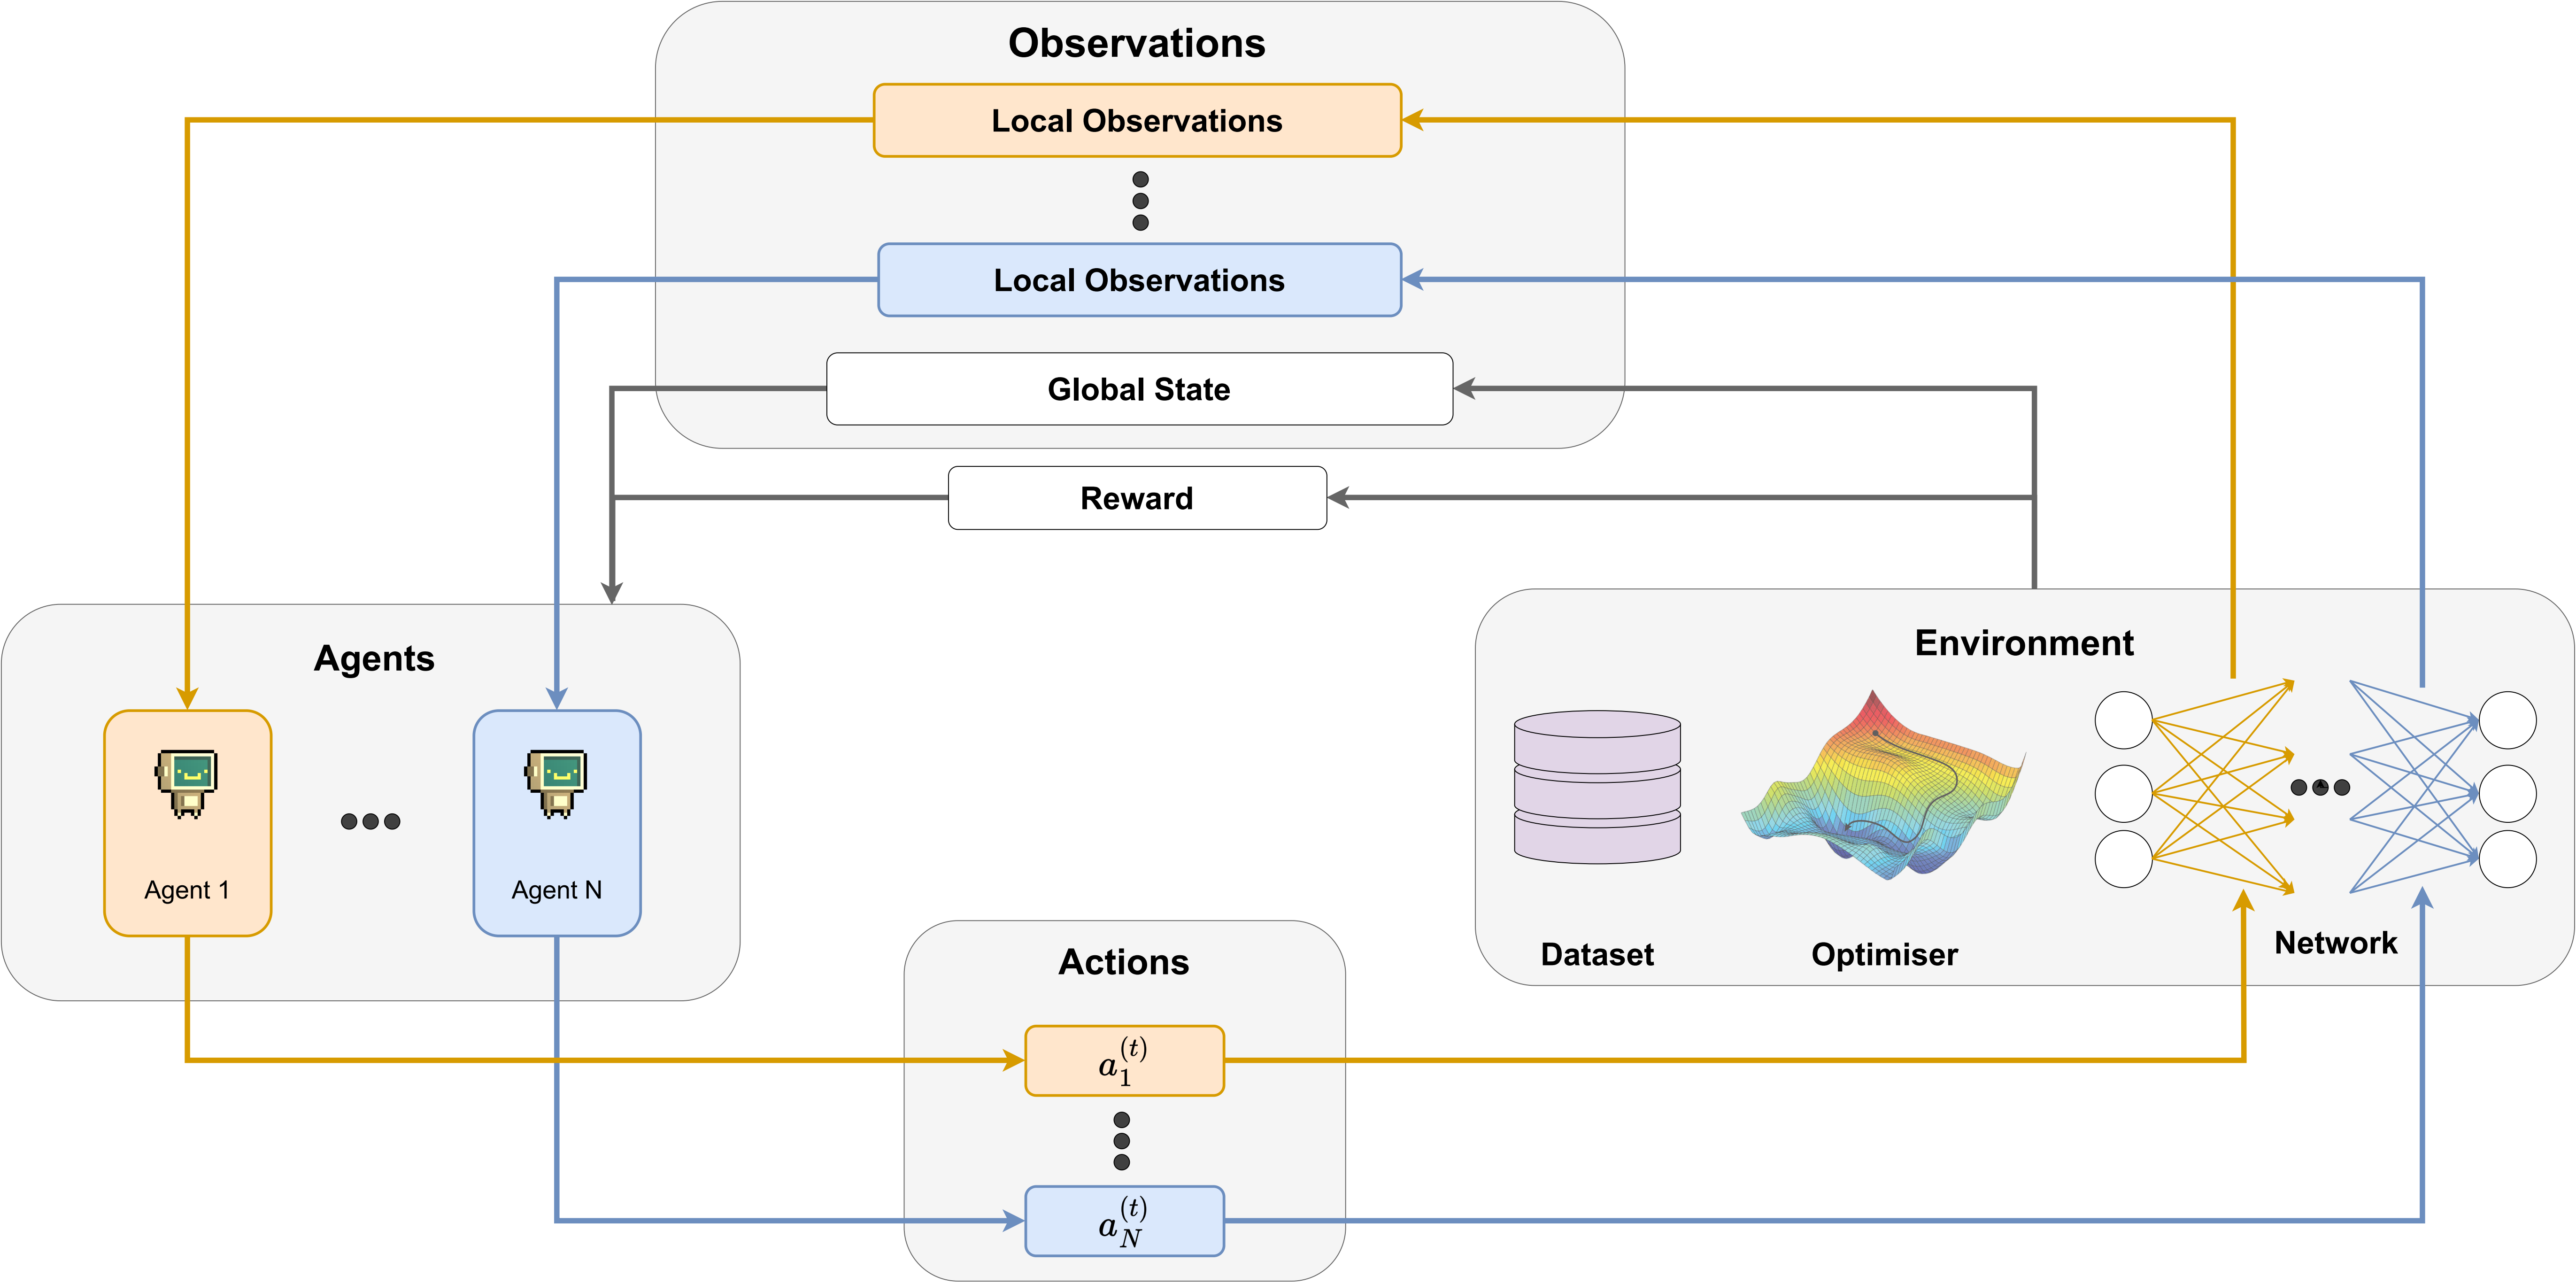 Observations
Local Observations
Local Observations
Global State
Reward
Agents
Agent 1
Agent N
Environment
Dataset
Optimiser
Network
Actions
a_1^{(t)}
a_N^{(t)}